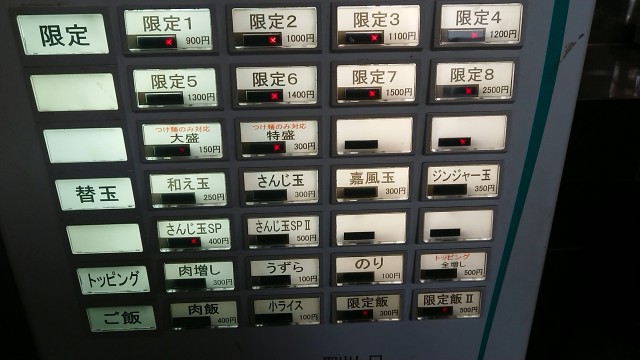 限定
限定1
900円
限定2
1000円
限定3
1100円
限定4
1200円
限定5
1300円
限定6
1400円
限定7
1500円
限定8
2500円
つけ麺のみ対応
大盛
150円
つけ麺のみ対応
特盛
300円
替玉
和え玉
250円
さんじ玉
300円
嘉風玉
300円
ジンジャー玉
350円
さんじ玉SP
400円
さんじ玉SPⅡ
500円
トッピング
肉増し
300円
うずら
100円
のり
100円
トッピング
全増し
500円
ご飯
肉飯
400円
小ライス
100円
限定飯
300円
限定飯Ⅱ
500円